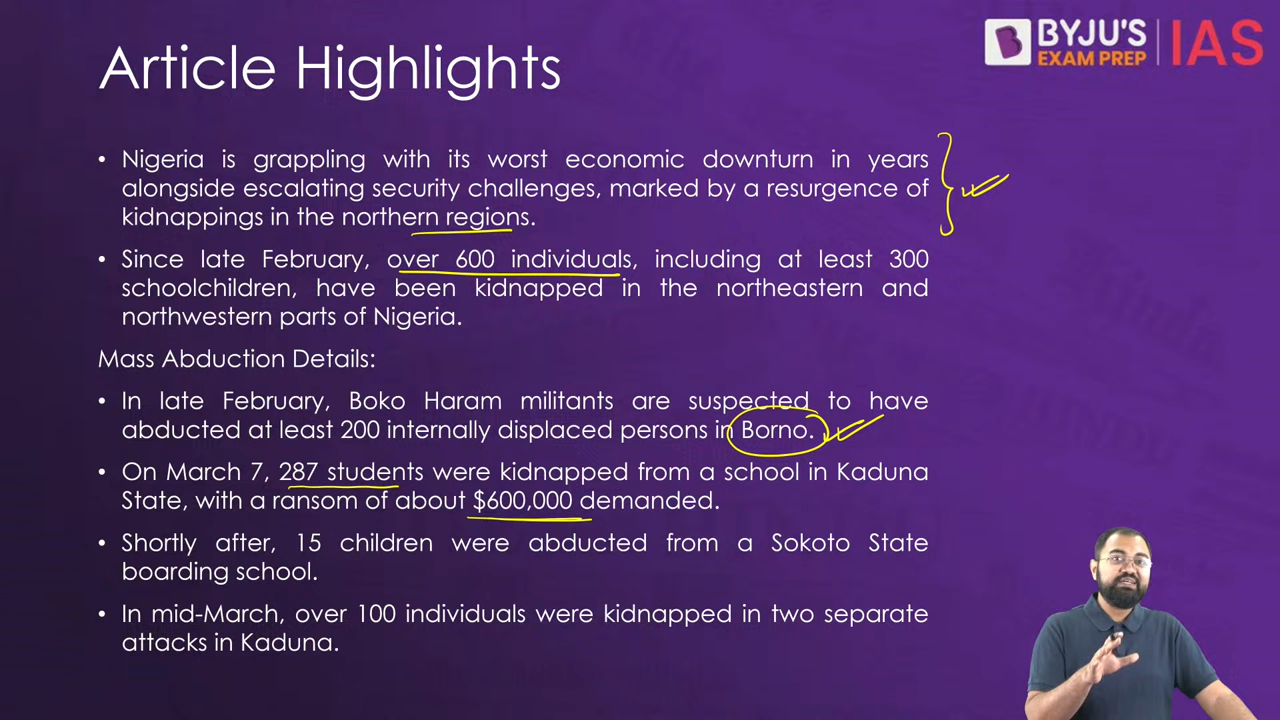 Article Highlights
BYJU'S
EXAM PREP
IAS
• Nigeria is grappling with its worst economic downturn in years
alongside escalating security challenges, marked by a resurgence of
kidnappings in the northern regions.
• Since late February, over 600 individuals, including at least 300
schoolchildren, have been kidnapped in the northeastern and
northwestern parts of Nigeria.
Mass Abduction Details:
• In late February, Boko Haram militants are suspected to have
abducted at least 200 internally displaced persons in Borno.
• On March 7, 287 students were kidnapped from a school in Kaduna
State, with a ransom of about $600,000 demanded.
• Shortly after, 15 children were abducted from a Sokoto State
boarding school.
• In mid-March, over 100 individuals were kidnapped in two separate
attacks in Kaduna.